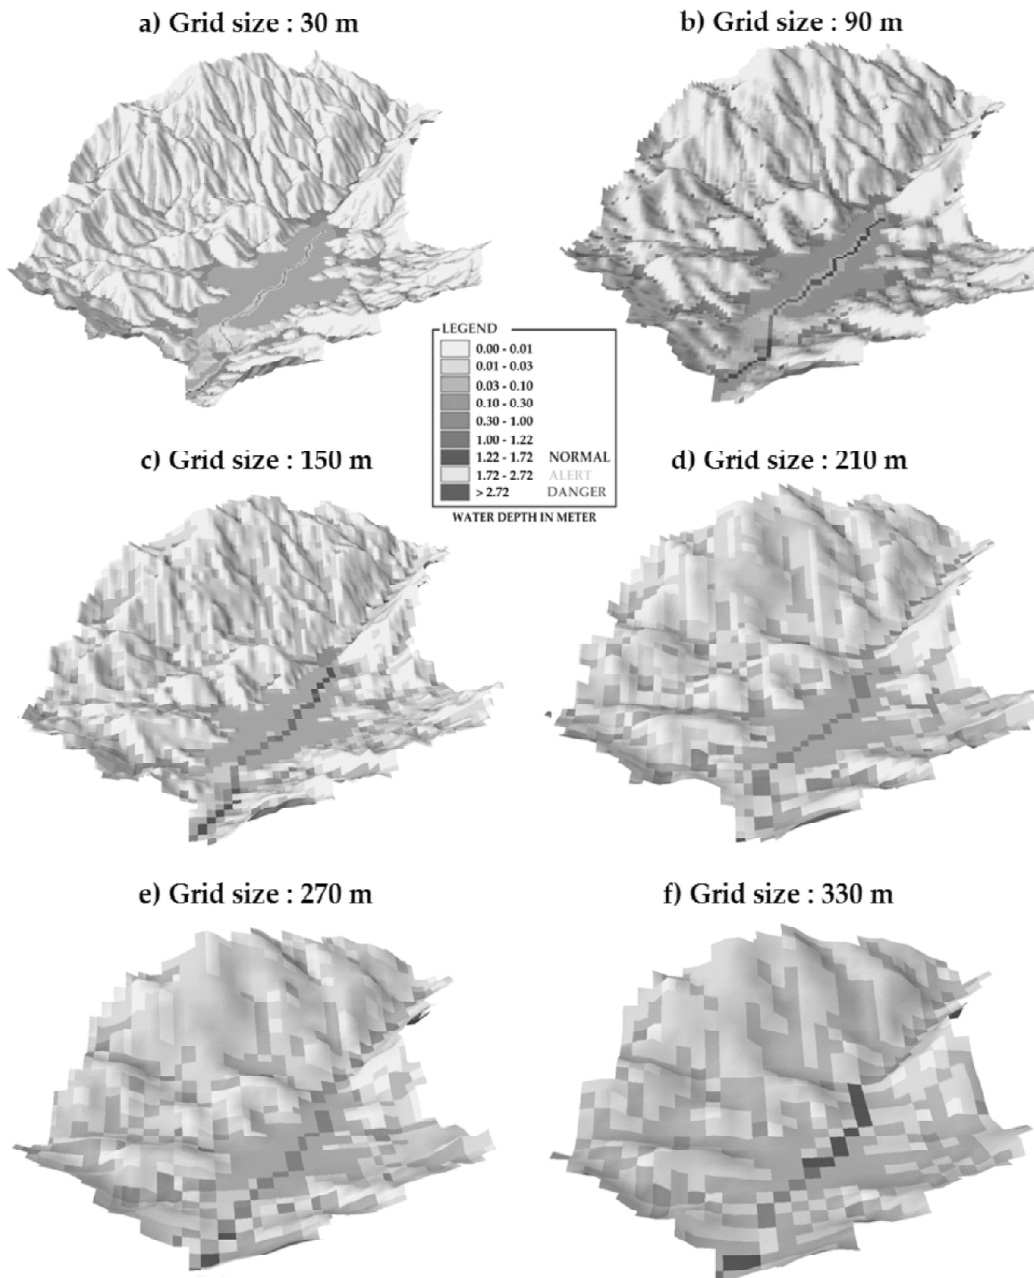 a) Grid size : 30 m
b) Grid size : 90 m
LEGEND
0.00 - 0.01
0.01 - 0.03
0.03 - 0.10
0.10 - 0.30
0.30 - 1.00
1.00 - 1.22
1.22 - 1.72 NORMAL
1.72 - 2.72 ALERT
> 2.72 DANGER
WATER DEPTH IN METER
c) Grid size : 150 m
d) Grid size : 210 m
e) Grid size : 270 m
f) Grid size : 330 m